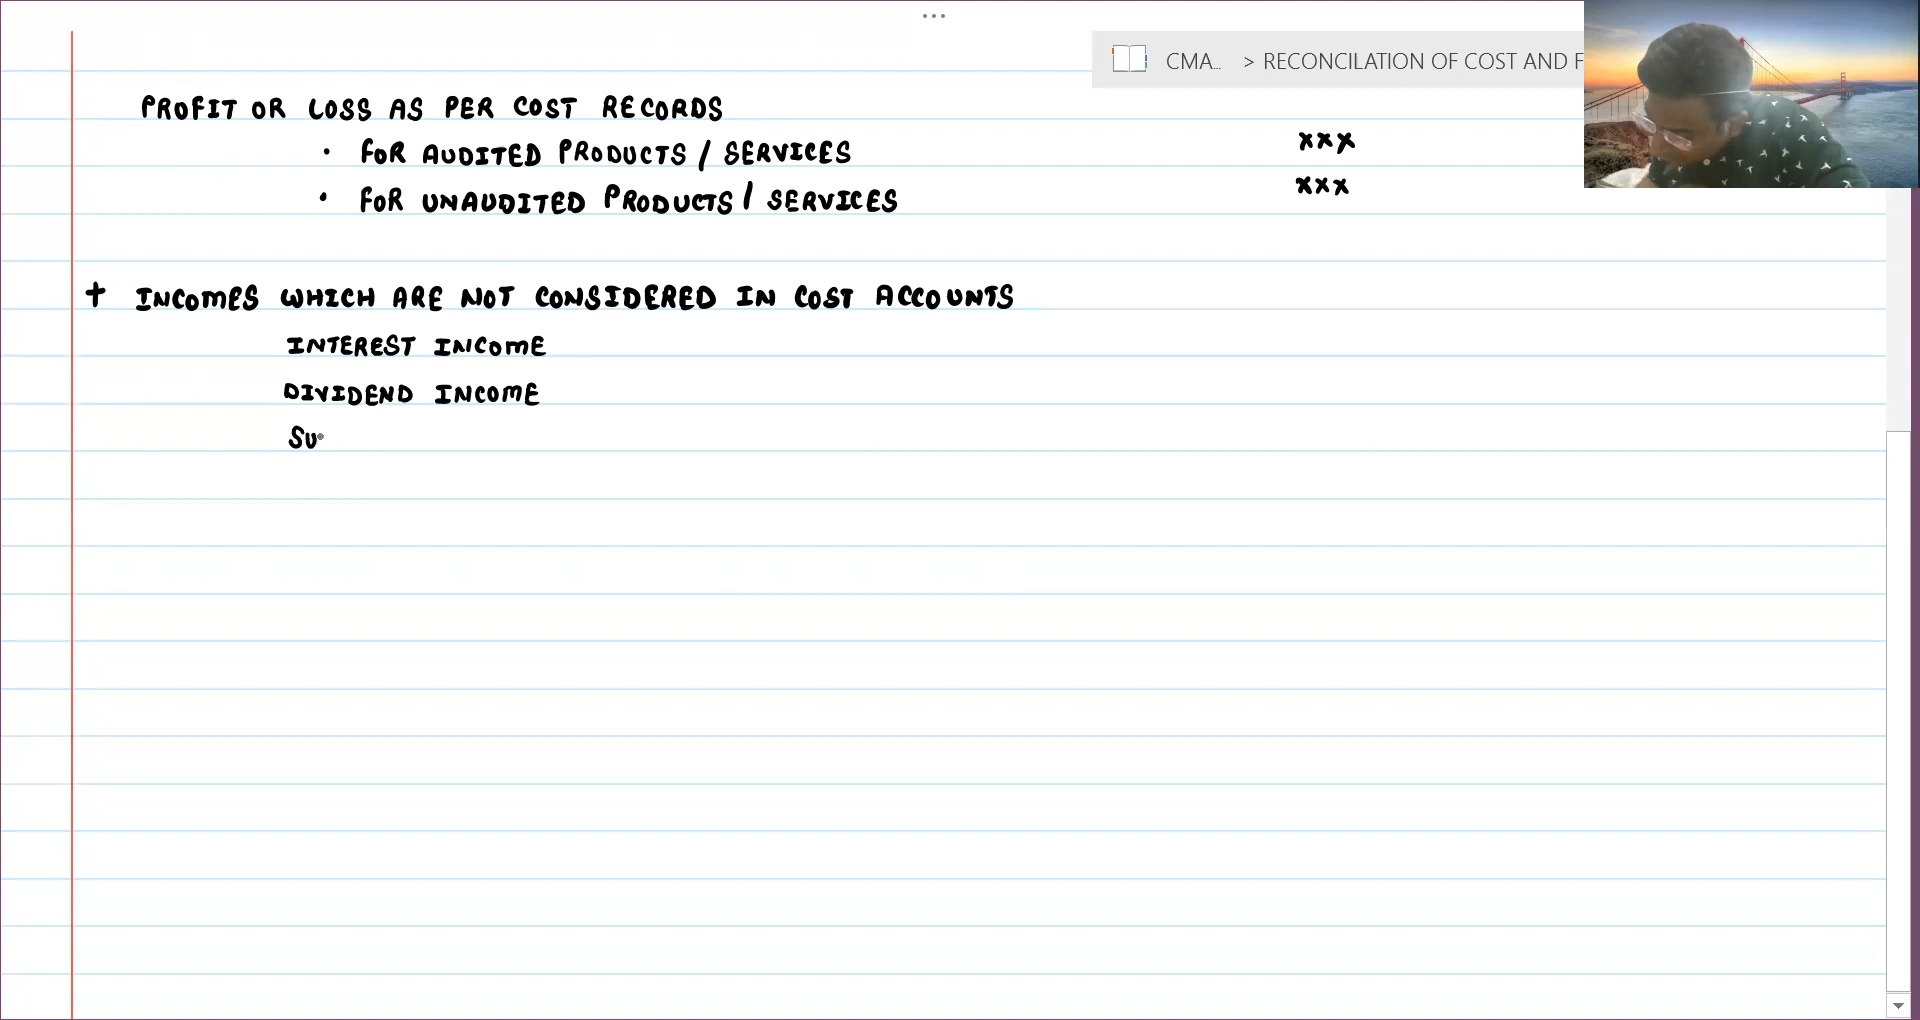 ...
CMA... > RECONCILATION OF COST AND F
PROFIT OR LOSS AS PER COST RECORDS
• FOR AUDITED PRODUCTS / SERVICES xxx
• FOR UNAUDITED PRODUCTS / SERVICES xxx
+ INCOMES WHICH ARE NOT CONSIDERED IN COST ACCOUNTS
INTEREST INCOME
DIVIDEND INCOME
SU